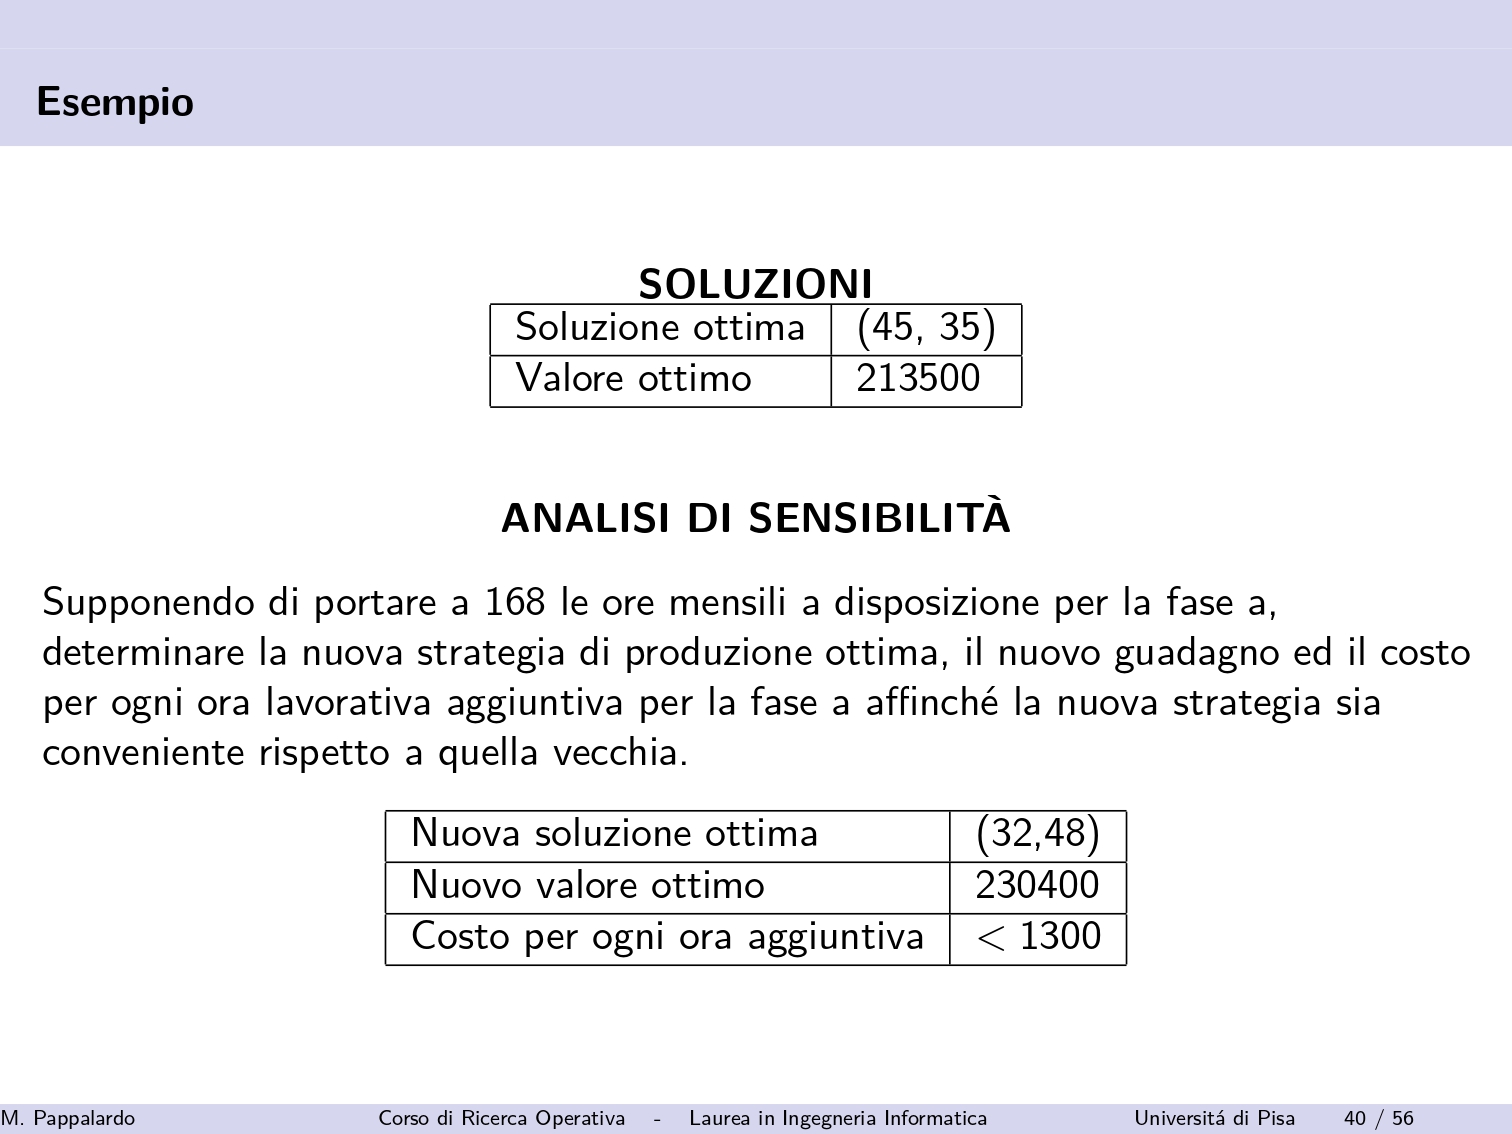 Esempio
SOLUZIONI
Soluzione ottima (45, 35)
Valore ottimo 213500
ANALISI DI SENSIBILITÀ
Supponendo di portare a 168 le ore mensili a disposizione per la fase a,
determinare la nuova strategia di produzione ottima, il nuovo guadagno ed il costo
per ogni ora lavorativa aggiuntiva per la fase a affinché la nuova strategia sia
conveniente rispetto a quella vecchia.
Nuova soluzione ottima (32,48)
Nuovo valore ottimo 230400
Costo per ogni ora aggiuntiva < 1300
M. Pappalardo Corso di Ricerca Operativa - Laurea in Ingegneria Informatica Universitá di Pisa 40 / 56